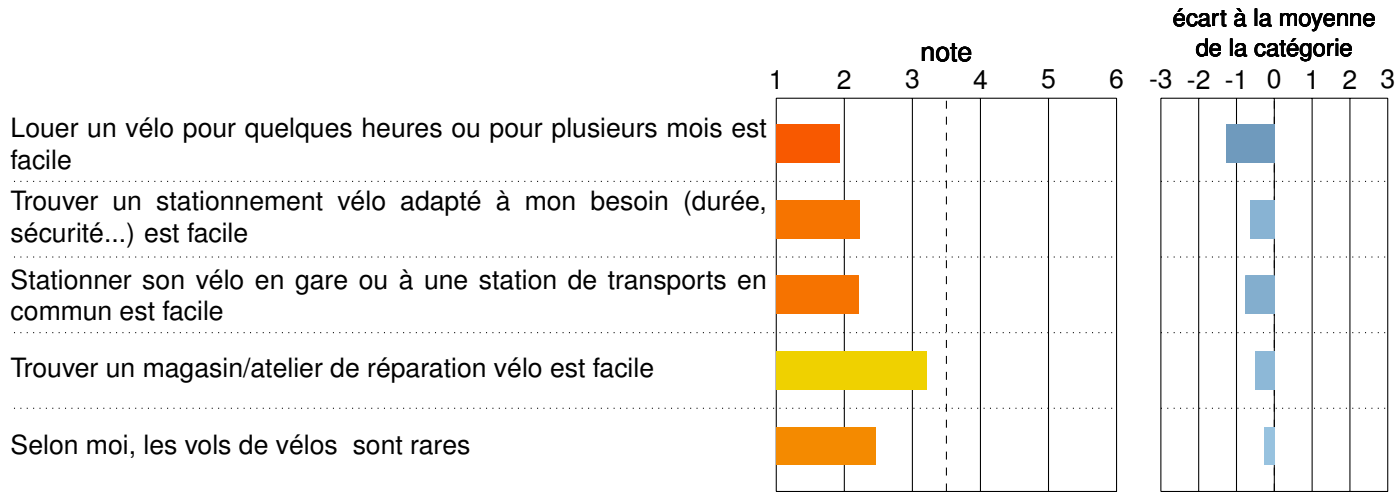 écart à la moyenne
note de la catégorie
1 2 3 4 5 6 -3 -2 -1 0 1 2 3
Louer un vélo pour quelques heures ou pour plusieurs mois est
facile
Trouver un stationnement vélo adapté à mon besoin (durée,
sécurité...) est facile
Stationner son vélo en gare ou à une station de transports en
commun est facile
Trouver un magasin/atelier de réparation vélo est facile
Selon moi, les vols de vélos sont rares